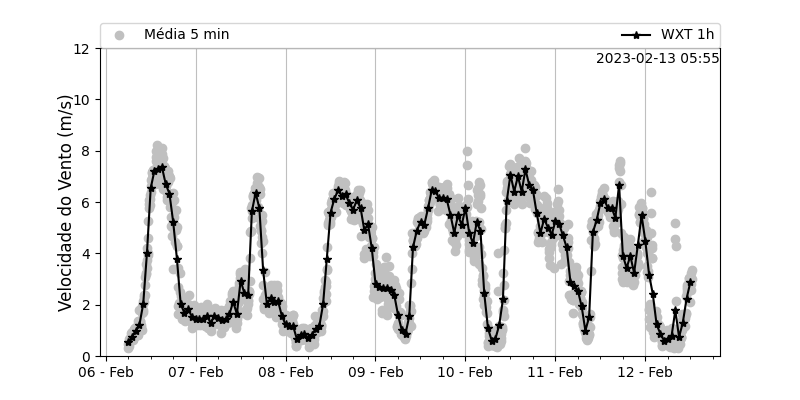 Média 5 min WXT 1h
2023-02-13 05:55
Velocidade do Vento (m/s)
12
10
8
6
4
2
0
06 - Feb 07 - Feb 08 - Feb 09 - Feb 10 - Feb 11 - Feb 12 - Feb